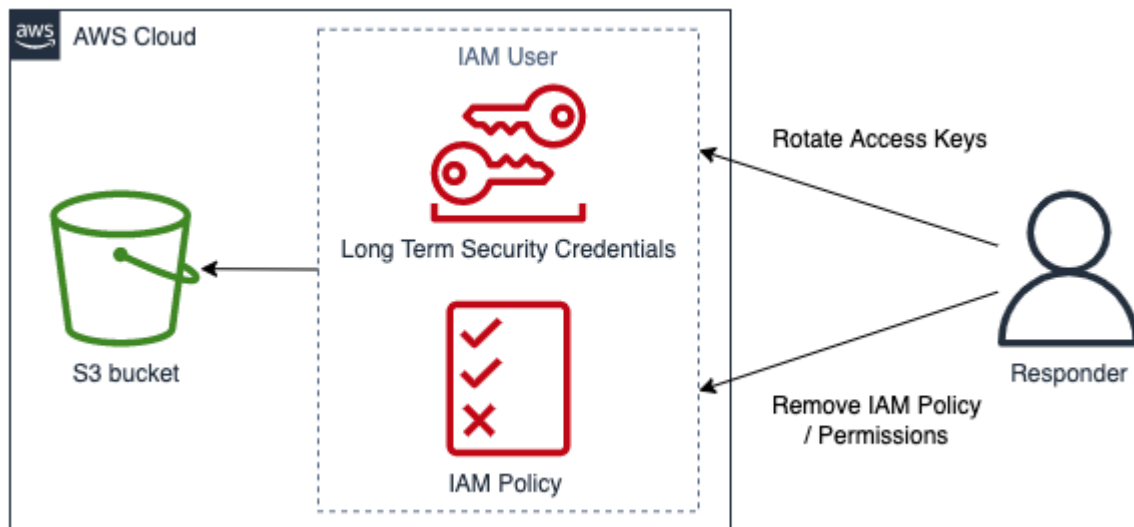 aws
AWS Cloud
IAM User
Rotate Access Keys
Long Term Security Credentials
S3 bucket
Responder
Remove IAM Policy
/ Permissions
IAM Policy